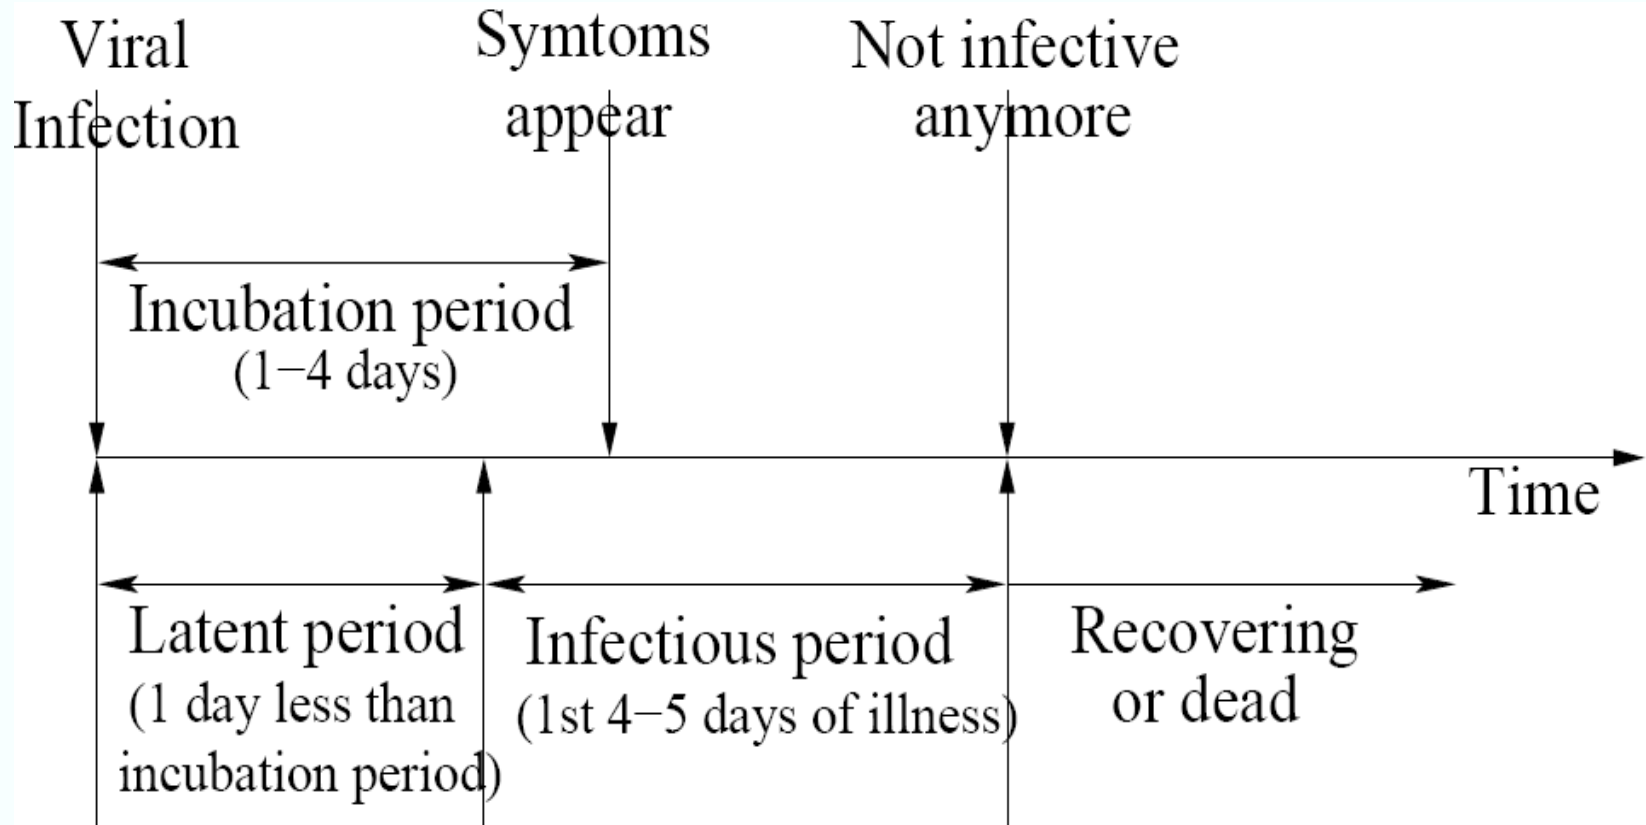 Viral
Infection
Symtoms
appear
Not infective
anymore
Incubation period
(1−4 days)
Time
Latent period
(1 day less than
incubation period)
Infectious period
(1st 4−5 days of illness)
Recovering
or dead